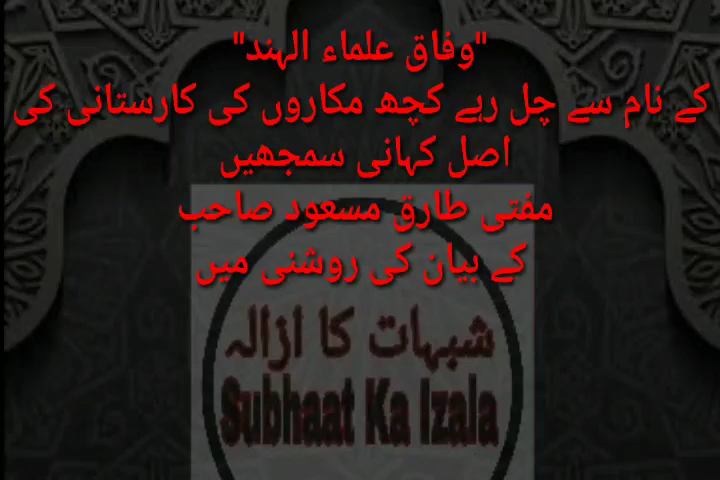 "وفاق علماء الہند"
کے نام سے چل رہے کچھ مکاروں کی کارستانی کی
اصل کہانی سمجھیں
مفتی طارق مسعود صاحب
کے بیان کی روشنی میں
شبہات کا ازالہ
Subhaat Ka Izala